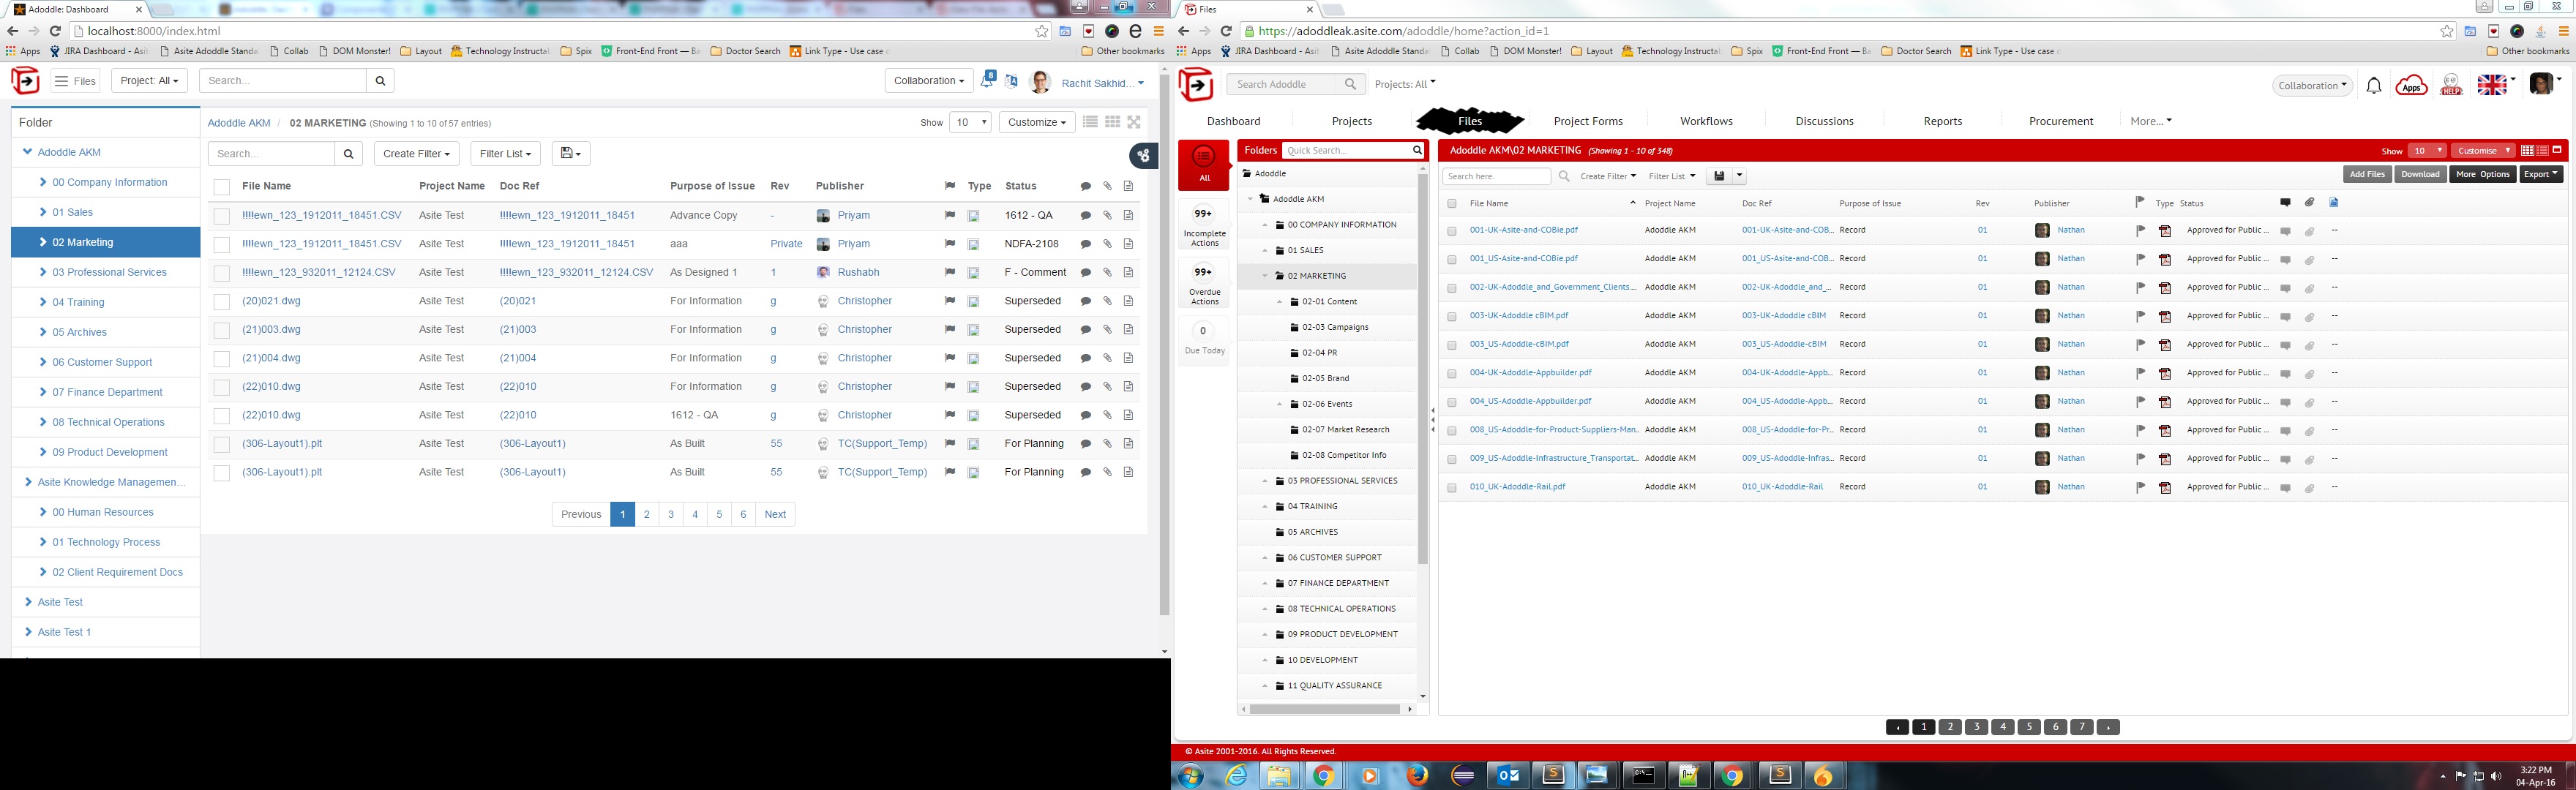 Adoddle: Dashboard
localhost:8000/index.html
Apps JIRA Dashboard - Asit Asite Adoddle Standa Collab DOM Monster! Layout Technology Instructal Spix Front-End Front — Ba Doctor Search Link Type - Use case o Other bookmarks
Files Project: All Search... Collaboration 8 Rachit Sakhid...
Folder
Adoddle AKM
00 Company Information
01 Sales
02 Marketing
03 Professional Services
04 Training
05 Archives
06 Customer Support
07 Finance Department
08 Technical Operations
09 Product Development
Asite Knowledge Managemen...
00 Human Resources
01 Technology Process
02 Client Requirement Docs
Asite Test
Asite Test 1
Adoddle AKM / 02 MARKETING (Showing 1 to 10 of 57 entries) Show 10 Customize
Search... Create Filter Filter List
File Name Project Name Doc Ref Purpose of Issue Rev Publisher Type Status
!!!!ewn_123_1912011_18451.CSV Asite Test !!!!ewn_123_1912011_18451 Advance Copy - Priyam 1612 - QA
!!!!ewn_123_1912011_18451.CSV Asite Test !!!!ewn_123_1912011_18451 aaa Private Priyam NDFA-2108
!!!!ewn_123_932011_12124.CSV Asite Test !!!!ewn_123_932011_12124 As Designed 1 1 Rushabh F - Comment
(20)021.dwg Asite Test (20)021 For Information g Christopher Superseded
(21)003.dwg Asite Test (21)003 For Information g Christopher Superseded
(21)004.dwg Asite Test (21)004 For Information g Christopher Superseded
(22)010.dwg Asite Test (22)010 For Information g Christopher Superseded
(22)010.dwg Asite Test (22)010 1612 - QA g Christopher Superseded
(306-Layout1).plt Asite Test (306-Layout1) As Built 55 TC(Support_Temp) For Planning
(306-Layout1).plt Asite Test (306-Layout1) As Built 55 TC(Support_Temp) For Planning
Previous 1 2 3 4 5 6 Next
Files
https://adoddleak.asite.com/adoddle/home?action_id=1
Apps JIRA Dashboard - Asit Asite Adoddle Standa Collab DOM Monster! Layout Technology Instructal Spix Front-End Front — Ba Doctor Search Link Type - Use case o Other bookmarks
Search Adoddle Projects: All Collaboration Apps HELP
Dashboard Projects Files Project Forms Workflows Discussions Reports Procurement More...
All
99+
Incomplete
Actions
99+
Overdue
Actions
0
Due Today
Folders Quick Search...
Adoddle
Adoddle AKM
00 COMPANY INFORMATION
01 SALES
02 MARKETING
02-01 Content
02-03 Campaigns
02-04 PR
02-05 Brand
02-06 Events
02-07 Market Research
02-08 Competitor Info
03 PROFESSIONAL SERVICES
04 TRAINING
05 ARCHIVES
06 CUSTOMER SUPPORT
07 FINANCE DEPARTMENT
08 TECHNICAL OPERATIONS
09 PRODUCT DEVELOPMENT
10 DEVELOPMENT
11 QUALITY ASSURANCE
Adoddle AKM\02 MARKETING (Showing 1 - 10 of 348) Show 10 Customise
Search here. Create Filter Filter List Add Files Download More Options Export
File Name Project Name Doc Ref Purpose of Issue Rev Publisher Type Status
001-UK-Asite-and-COBie.pdf Adoddle AKM 001-UK-Asite-and-COB... Record 01 Nathan Approved for Public ... --
001_US-Asite-and-COBie.pdf Adoddle AKM 001_US-Asite-and-COB... Record 01 Nathan Approved for Public ... --
002-UK-Adoddle_and_Government_Clients.... Adoddle AKM 002-UK-Adoddle_and_... Record 01 Nathan Approved for Public ... --
003-UK-Adoddle cBIM.pdf Adoddle AKM 003-UK-Adoddle cBIM Record 01 Nathan Approved for Public ... --
003_US-Adoddle-cBIM.pdf Adoddle AKM 003_US-Adoddle-cBIM Record 01 Nathan Approved for Public ... --
004-UK-Adoddle-Appbuilder.pdf Adoddle AKM 004-UK-Adoddle-Appb... Record 01 Nathan Approved for Public ... --
004_US-Adoddle-Appbuilder.pdf Adoddle AKM 004_US-Adoddle-Appb... Record 01 Nathan Approved for Public ... --
008_US-Adoddle-for-Product-Suppliers-Man... Adoddle AKM 008_US-Adoddle-for-Pr... Record 01 Nathan Approved for Public ... --
009_US-Adoddle-Infrastructure_Transportat... Adoddle AKM 009_US-Adoddle-Infras... Record 01 Nathan Approved for Public ... --
010_UK-Adoddle-Rail.pdf Adoddle AKM 010_UK-Adoddle-Rail Record 01 Nathan Approved for Public ... --
1 2 3 4 5 6 7
© Asite 2001-2016. All Rights Reserved.
3:22 PM
04-Apr-16